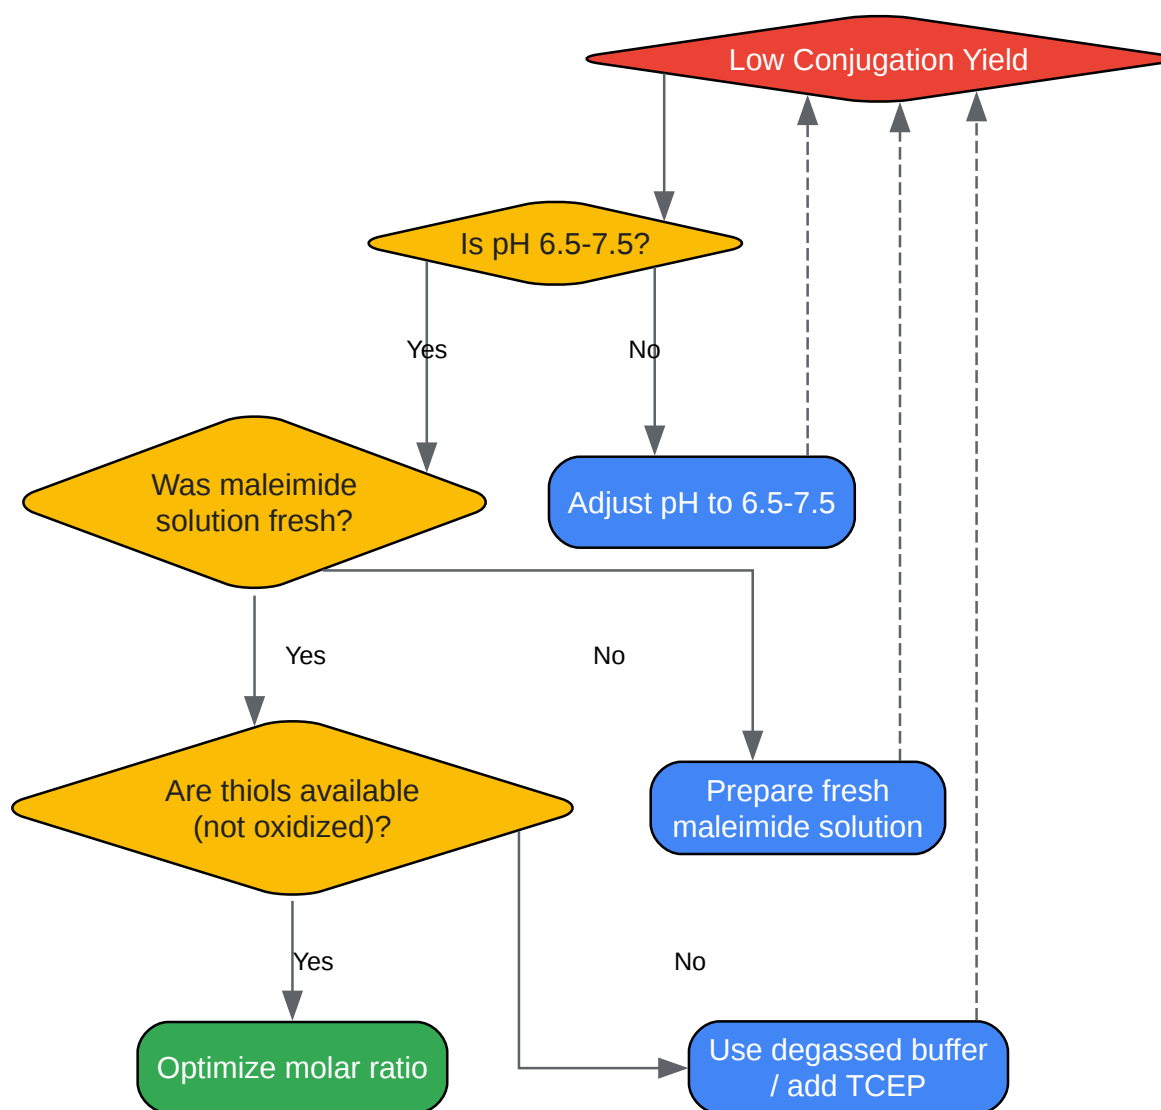 Low Conjugation Yield
Is pH 6.5-7.5?
Yes
No
Was maleimide
solution fresh?
Adjust pH to 6.5-7.5
Yes
No
Are thiols available
(not oxidized)?
Prepare fresh
maleimide solution
Yes
No
Optimize molar ratio
Use degassed buffer
/ add TCEP